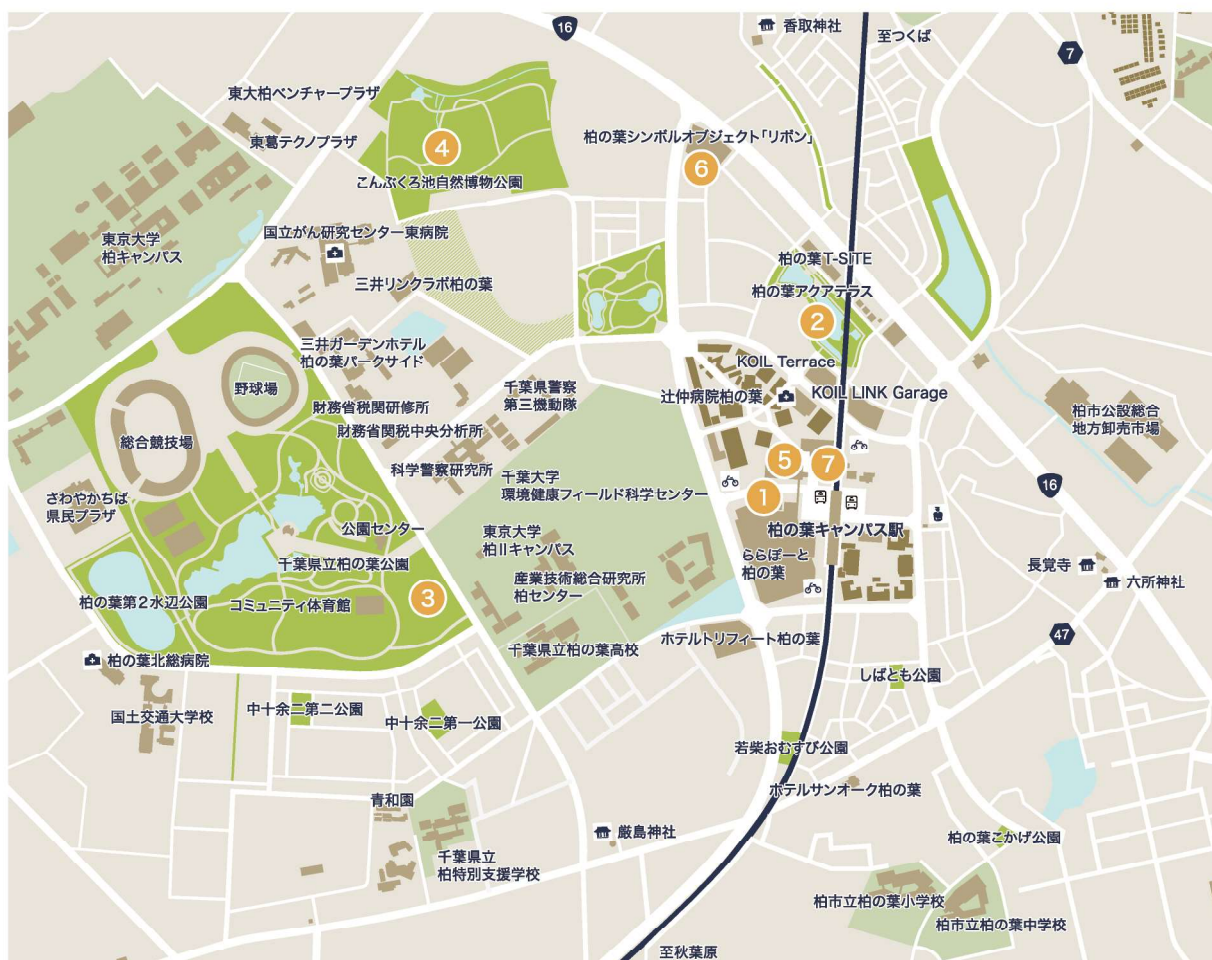 16
香取神社
至つくば
7
東大柏ベンチャープラザ
東葛テクノプラザ
4
こんぶくろ池自然博物公園
柏の葉シンボルオブジェクト「リボン」
6
東京大学
柏キャンパス
国立がん研究センター東病院
三井リンクラボ柏の葉
柏の葉T-SITE
柏の葉アクアテラス
2
三井ガーデンホテル
柏の葉パークサイド
野球場
KOIL Terrace
千葉県警察
第三機動隊
辻仲病院柏の葉
KOIL LINK Garage
財務省税関研修所
総合競技場
財務省関税中央分析所
柏市公設総合
地方卸売市場
科学警察研究所
5
7
さわやかちば
県民プラザ
千葉大学
環境健康フィールド科学センター
1
16
公園センター
東京大学
柏Ⅱキャンパス
柏の葉キャンパス駅
千葉県立柏の葉公園
ららぽーと
柏の葉
長覚寺
産業技術総合研究所
柏センター
六所神社
柏の葉第2水辺公園
コミュニティ体育館
3
47
ホテルトリフィート柏の葉
千葉県立柏の葉高校
柏の葉北総病院
しばとも公園
国土交通大学校
中十余二第二公園
中十余二第一公園
若柴おむすび公園
ホテルサンオーク柏の葉
青和園
厳島神社
柏の葉こかげ公園
千葉県立
柏特別支援学校
柏市立柏の葉小学校
柏市立柏の葉中学校
至秋葉原